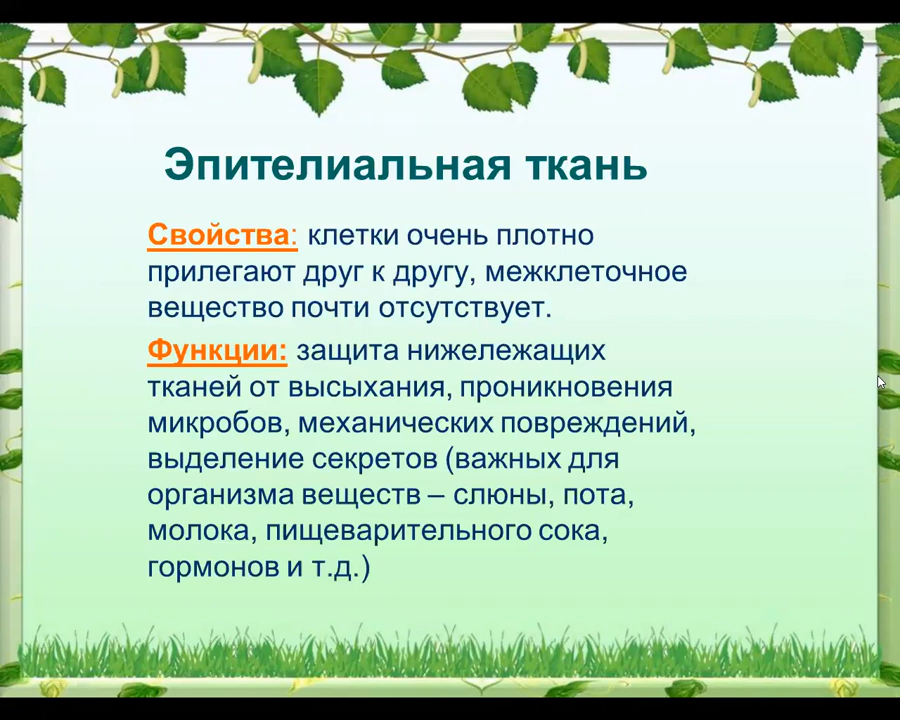 Эпителиальная ткань
Свойства: клетки очень плотно
прилегают друг к другу, межклеточное
вещество почти отсутствует.
Функции: защита нижележащих
тканей от высыхания, проникновения
микробов, механических повреждений,
выделение секретов (важных для
организма веществ – слюны, пота,
молока, пищеварительного сока,
гормонов и т.д.)